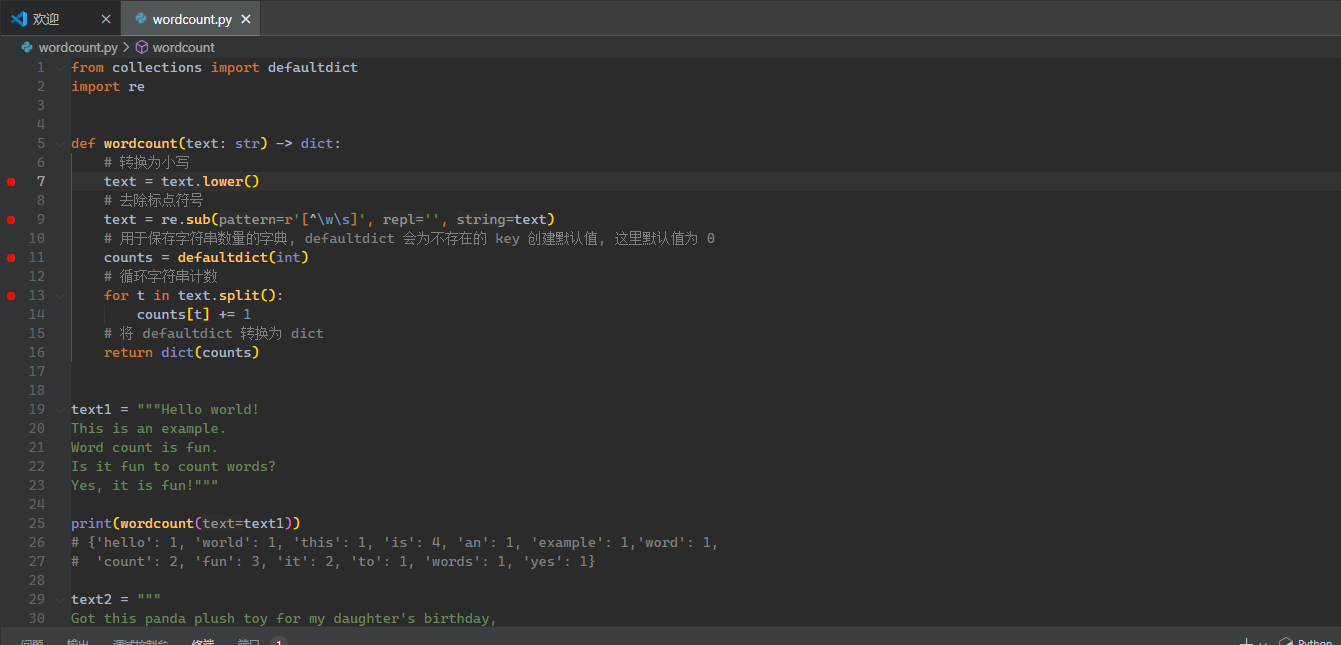 欢迎
wordcount.py
wordcount.py > wordcount
1 from collections import defaultdict
2 import re
3
4
5 def wordcount(text: str) -> dict:
6 # 转换为小写
7 text = text.lower()
8 # 去除标点符号
9 text = re.sub(pattern=r'[^\w\s]', repl='', string=text)
10 # 用于保存字符串数量的字典, defaultdict 会为不存在的 key 创建默认值, 这里默认值为 0
11 counts = defaultdict(int)
12 # 循环字符串计数
13 for t in text.split():
14 counts[t] += 1
15 # 将 defaultdict 转换为 dict
16 return dict(counts)
17
18
19 text1 = """Hello world!
20 This is an example.
21 Word count is fun.
22 Is it fun to count words?
23 Yes, it is fun!"""
24
25 print(wordcount(text=text1))
26 # {'hello': 1, 'world': 1, 'this': 1, 'is': 4, 'an': 1, 'example': 1,'word': 1,
27 #  'count': 2, 'fun': 3, 'it': 2, 'to': 1, 'words': 1, 'yes': 1}
28
29 text2 = """
30 Got this panda plush toy for my daughter's birthday,
问题 输出 调试控制台 终端 端口 1 Python